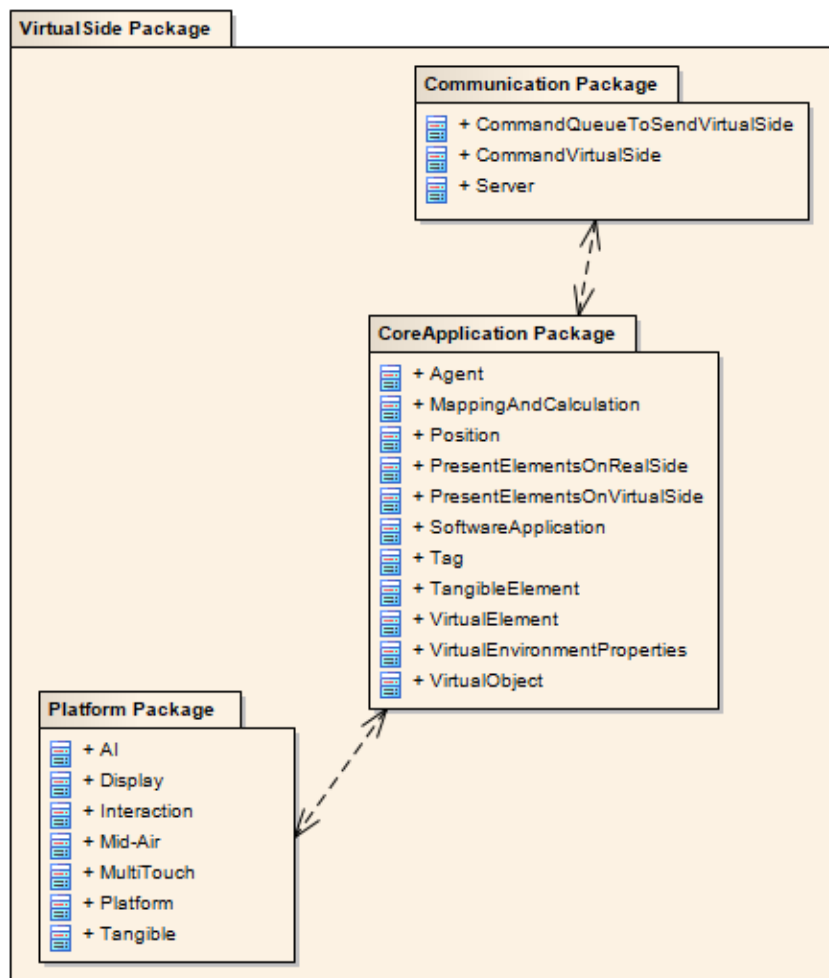 VirtualSide Package
Communication Package
+ CommandQueueToSendVirtualSide
+ CommandVirtualSide
+ Server
CoreApplication Package
+ Agent
+ MappingAndCalculation
+ Position
+ PresentElementsOnRealSide
+ PresentElementsOnVirtualSide
+ SoftwareApplication
+ Tag
+ TangibleElement
+ VirtualElement
+ VirtualEnvironmentProperties
+ VirtualObject
Platform Package
+ AI
+ Display
+ Interaction
+ Mid-Air
+ MultiTouch
+ Platform
+ Tangible